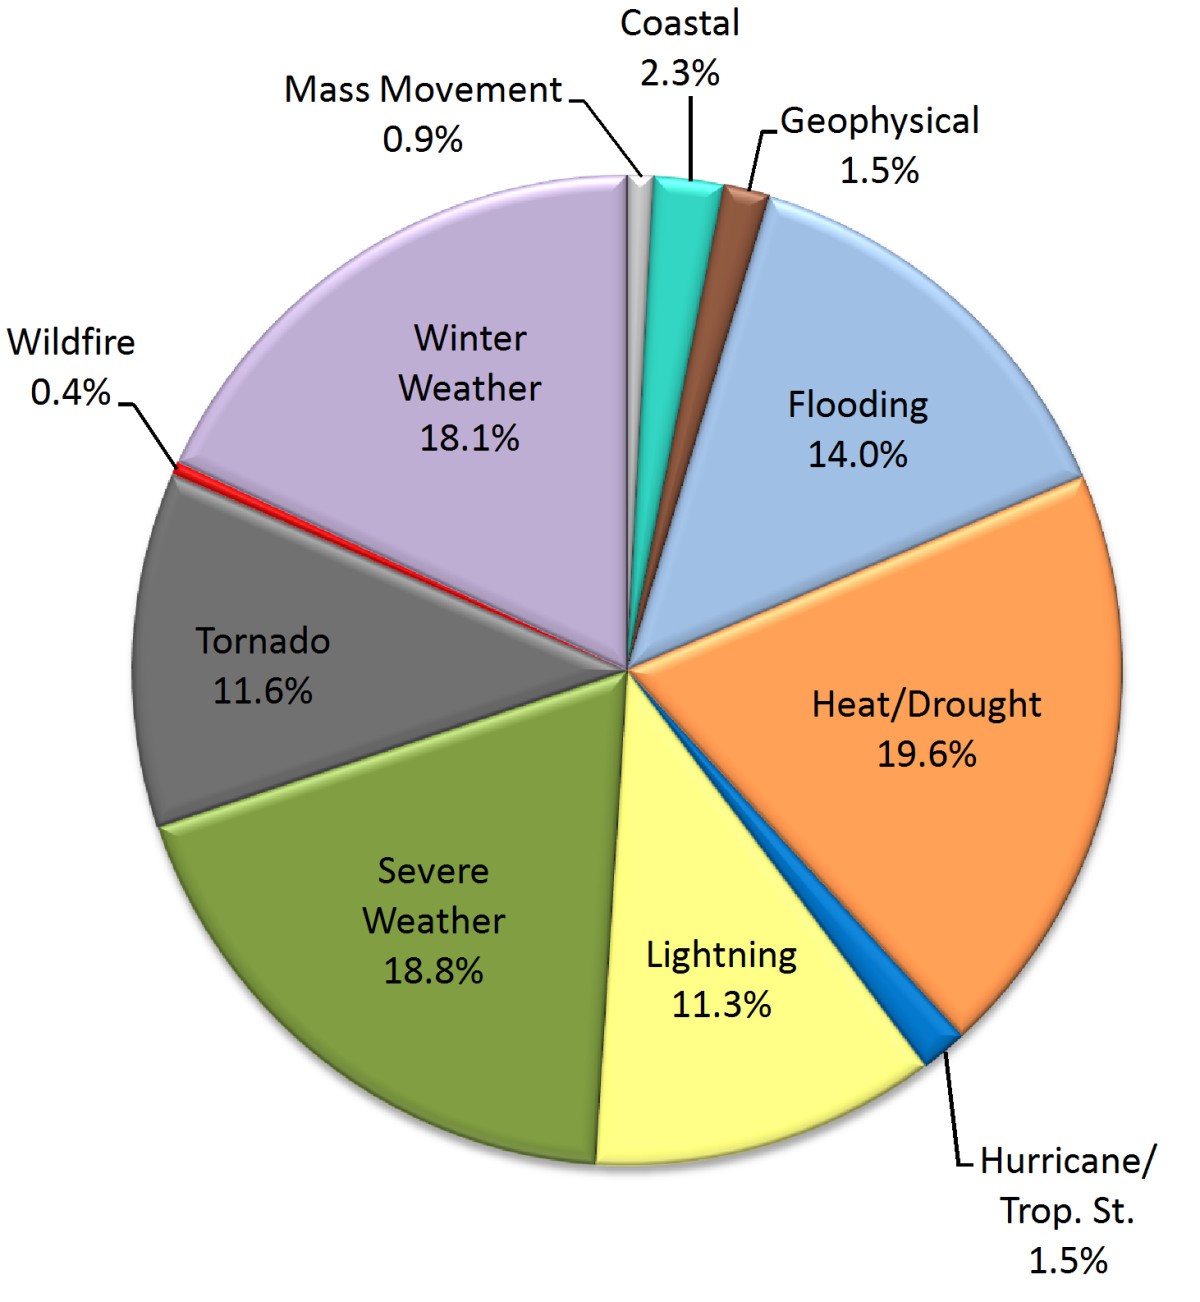 Coastal
2.3%
Mass Movement
0.9%
Geophysical
1.5%
Wildfire
0.4%
Winter
Weather
18.1%
Flooding
14.0%
Tornado
11.6%
Heat/Drought
19.6%
Severe
Weather
18.8%
Lightning
11.3%
Hurricane/
Trop. St.
1.5%